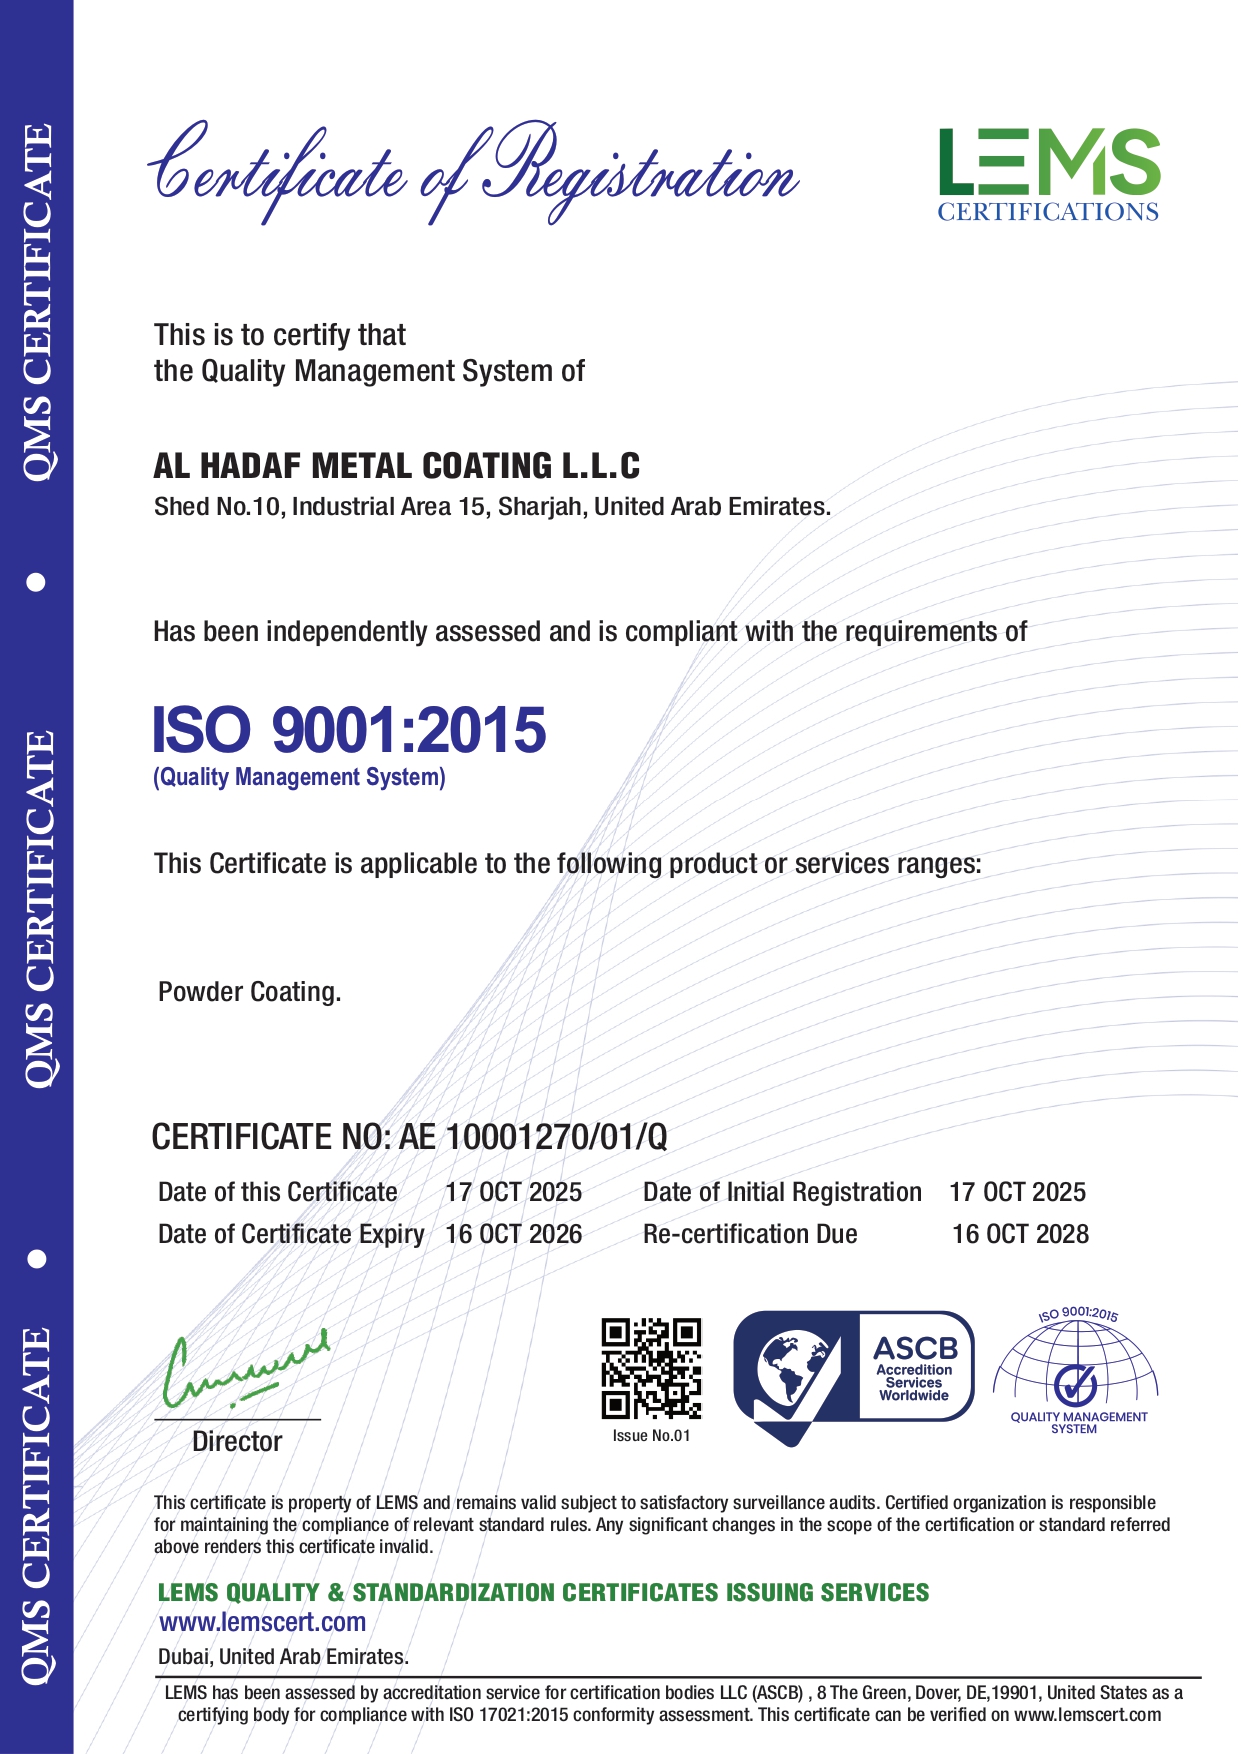 QMS CERTIFICATE
QMS CERTIFICATE
QMS CERTIFICATE
Certificate of Registration
LEMS
CERTIFICATIONS
This is to certify that
the Quality Management System of
AL HADAF METAL COATING L.L.C
Shed No.10, Industrial Area 15, Sharjah, United Arab Emirates.
Has been independently assessed and is compliant with the requirements of
ISO 9001:2015
(Quality Management System)
This Certificate is applicable to the following product or services ranges:
Powder Coating.
CERTIFICATE NO: AE 10001270/01/Q
Date of this Certificate 17 OCT 2025 Date of Initial Registration 17 OCT 2025
Date of Certificate Expiry 16 OCT 2026 Re-certification Due 16 OCT 2028
Director
Issue No.01
ASCB
Accredition
Services
Worldwide
ISO 9001:2015
QUALITY MANAGEMENT
SYSTEM
This certificate is property of LEMS and remains valid subject to satisfactory surveillance audits. Certified organization is responsible
for maintaining the compliance of relevant standard rules. Any significant changes in the scope of the certification or standard referred
above renders this certificate invalid.
LEMS QUALITY & STANDARDIZATION CERTIFICATES ISSUING SERVICES
www.lemscert.com
Dubai, United Arab Emirates.
LEMS has been assessed by accreditation service for certification bodies LLC (ASCB) , 8 The Green, Dover, DE,19901, United States as a
certifying body for compliance with ISO 17021:2015 conformity assessment. This certificate can be verified on www.lemscert.com